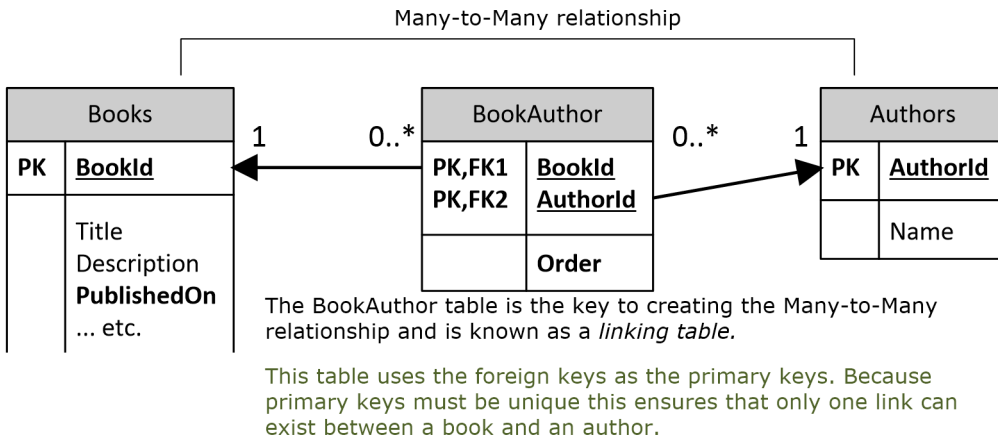 Many-to-Many relationship
Books
PK BookId
Title
Description
PublishedOn
... etc.
1 0..*
BookAuthor
PK,FK1 BookId
PK,FK2 AuthorId
Order
0..* 1
Authors
PK AuthorId
Name
The BookAuthor table is the key to creating the Many-to-Many
relationship and is known as a linking table.
This table uses the foreign keys as the primary keys. Because
primary keys must be unique this ensures that only one link can
exist between a book and an author.